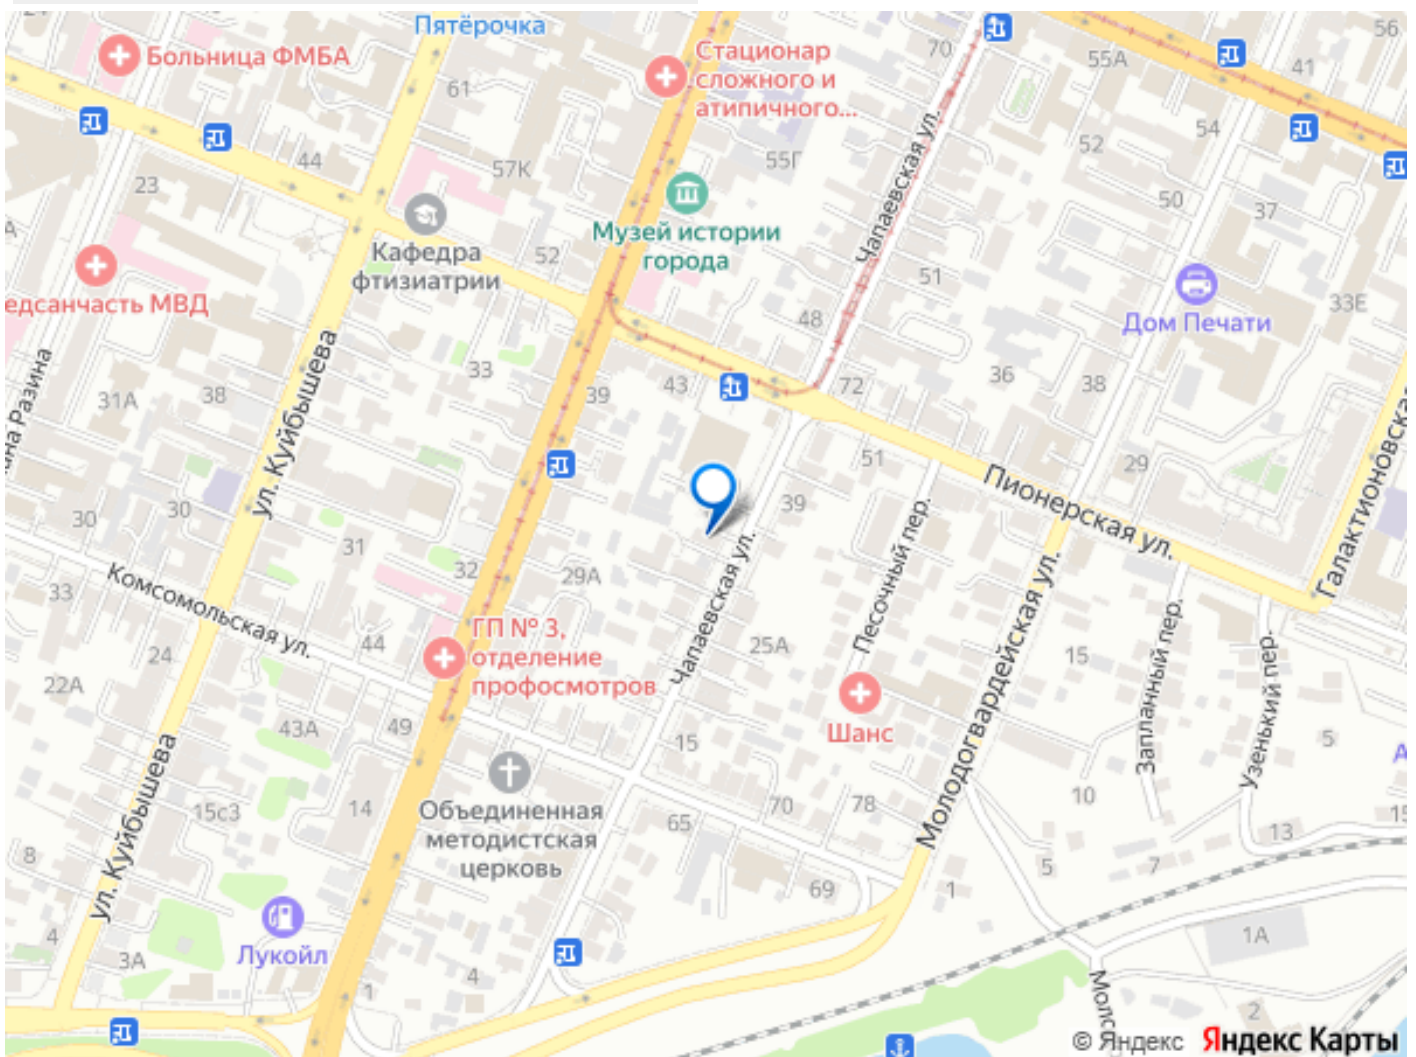 Пятёрочка
Больница ФМБА
61
Стационар
сложного и
атипичного...
70
55А
41
56
54
52
44
57К
55Г
23
Чапаевская ул.
50
37
Музей истории
города
Кафедра
фтизиатрии
52
51
едсанчасть МВД
Дом Печати
33Е
48
33
43
39
72
36
38
31А
38
ул. Куйбышева
на Разина
51
29
Галактионовская
Пионерская ул.
39
30
30
31
Песочный пер.
33
Комсомольская ул.
32
29А
Чапаевская ул.
Молодогвардейская ул.
44
ГП № 3,
отделение
профосмотров
25А
15
Запланный пер.
Узенький пер.
24
22А
43А
49
Шанс
15
5
А
ул. Куйбышева
15с3
14
Объединенная
методистская
церковь
65
70
78
10
13
15
8
5
7
69
1
4
3А
Лукойл
4
1
1А
2
Молс
© Яндекс Яндекс Карты